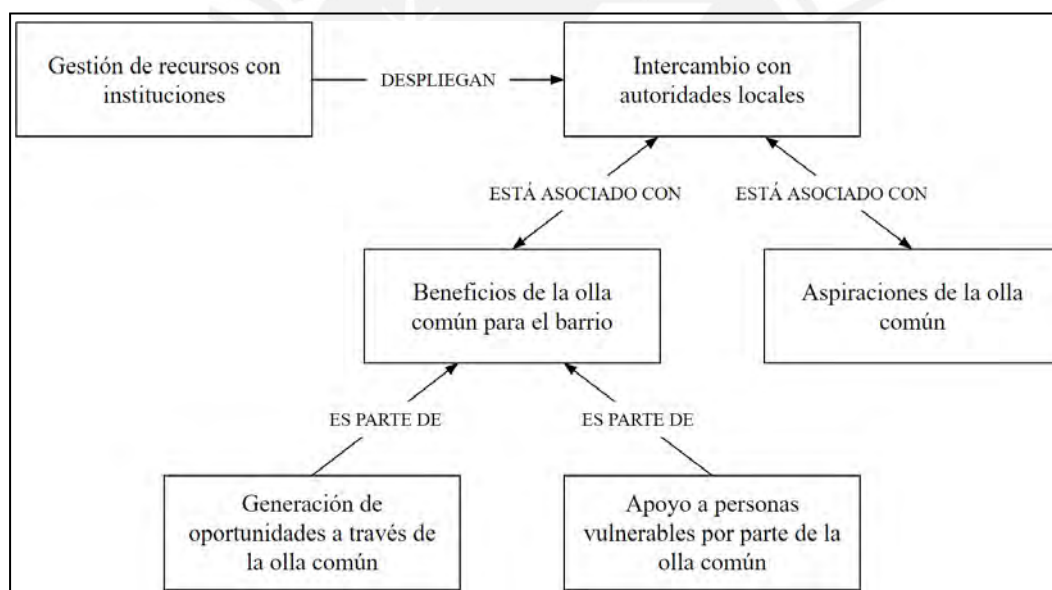 Gestión de recursos con
instituciones
DESPLIEGAN
Intercambio con
autoridades locales
ESTÁ ASOCIADO CON
ESTÁ ASOCIADO CON
Beneficios de la olla
común para el barrio
Aspiraciones de la olla
común
ES PARTE DE
ES PARTE DE
Generación de
oportunidades a través de
la olla común
Apoyo a personas
vulnerables por parte de la
olla común